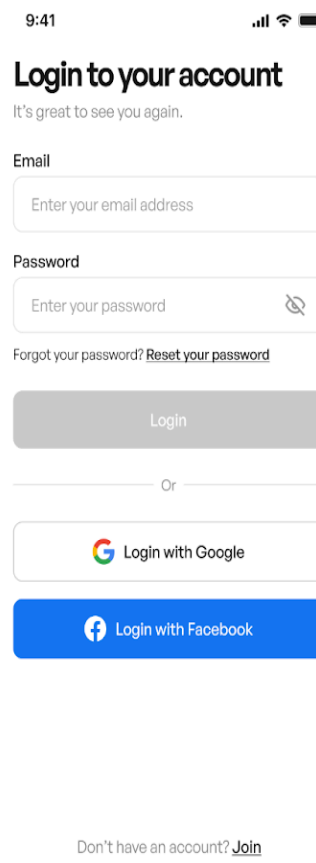 9:41
Login to your account
It's great to see you again.
Email
Enter your email address
Password
Enter your password
Forgot your password? Reset your password
Login
Or
Login with Google
Login with Facebook
Don't have an account? Join